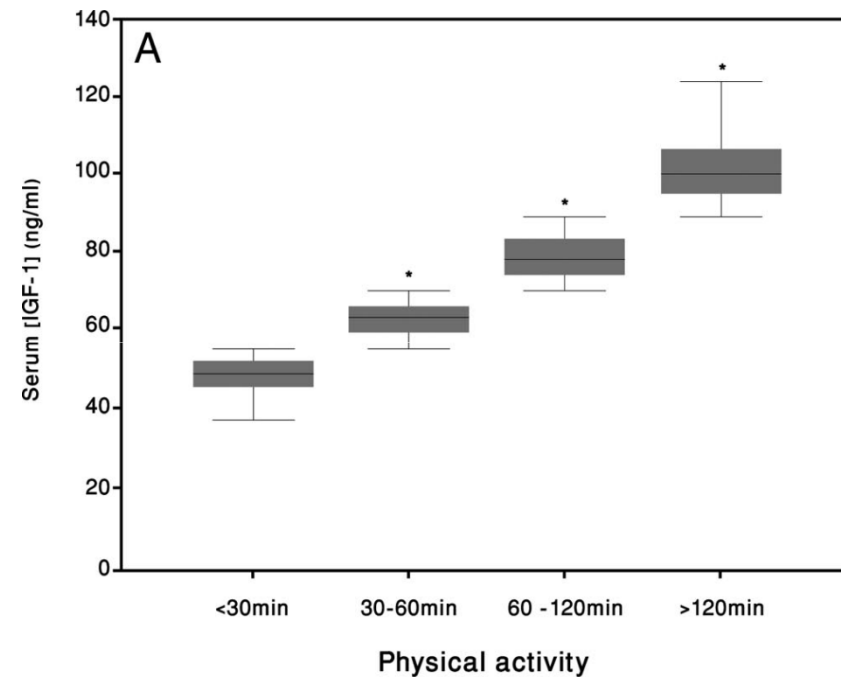 A
140
120
100
80
60
40
20
0
Serum [IGF-1] (ng/ml)
*
*
*
<30min 30-60min 60 -120min >120min
Physical activity